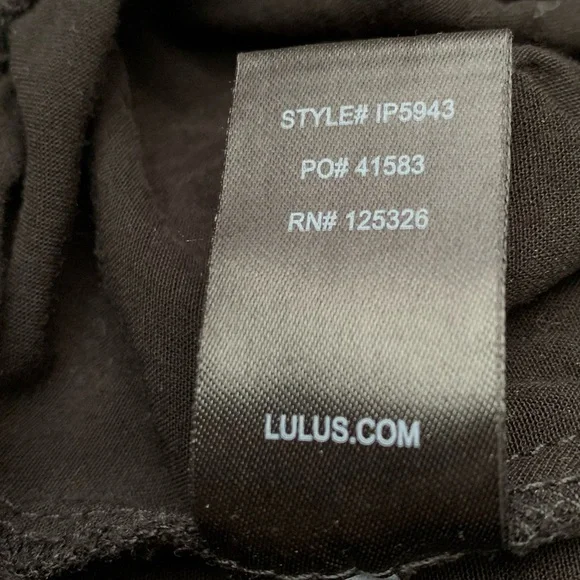 STYLE# IP5943
PO# 41583
RN# 125326
LULUS.COM